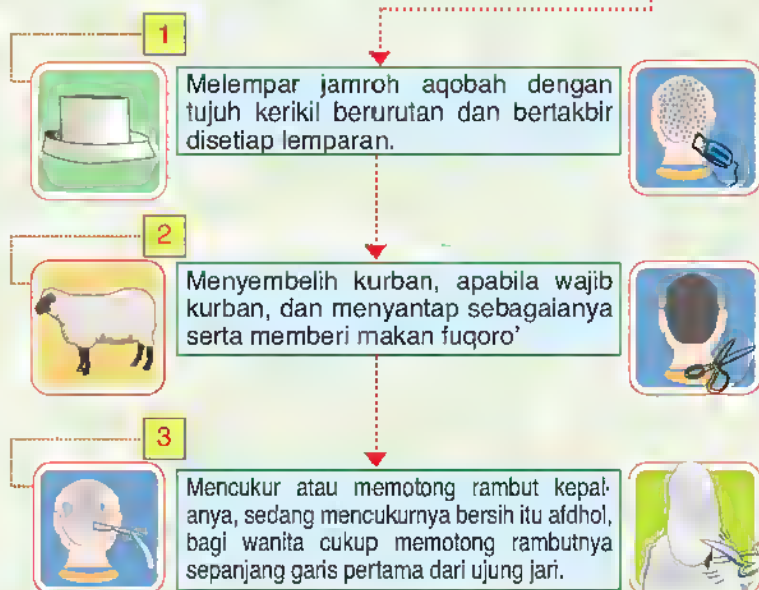 1
Melempar jamroh aqobah dengan
tujuh kerikil berurutan dan bertakbir
disetiap lemparan.
2
Menyembelih kurban, apabila wajib
kurban, dan menyantap sebagaianya
serta memberi makan fuqoro'
3
Mencukur atau memotong rambut kepal-
anya, sedang mencukurnya bersih itu afdhol,
bagi wanita cukup memotong rambutnya
sepanjang garis pertama dari ujung jari.